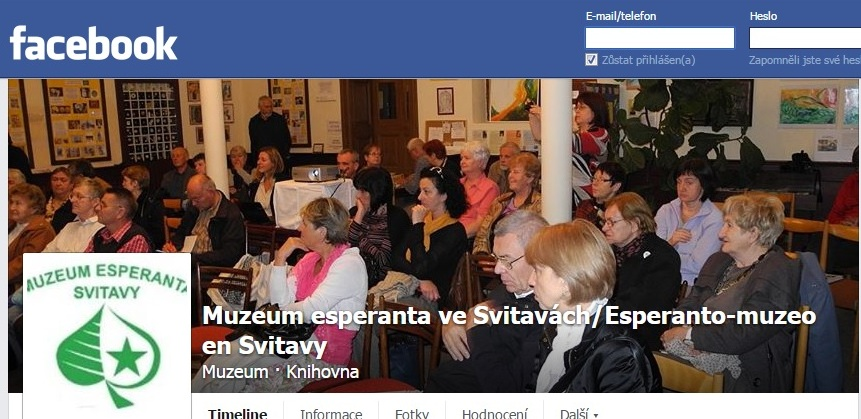 facebook
E-mail/telefon
Heslo
Zůstat přihlášen(a)
Zapomněli jste své hes
MUZEUM ESPERANTA
SVITAVY
Muzeum esperanta ve Svitavách/Esperanto-muzeo
en Svitavy
Muzeum · Knihovna
Timeline
Informace
Fotky
Hodnocení
Další